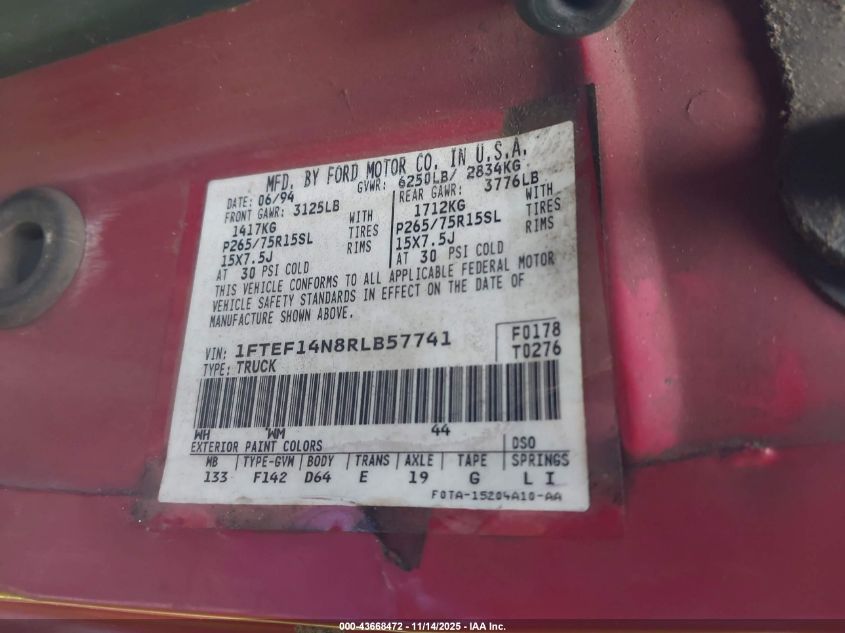 MFD. BY FORD MOTOR CO. IN U.S.A.
DATE: 06/94 GVWR: 6250LB/ 2834KG
FRONT GAWR: 3125LB REAR GAWR: 3776LB
1417KG WITH 1712KG WITH
P265/75R15SL TIRES P265/75R15SL TIRES
15X7.5J RIMS 15X7.5J RIMS
AT 30 PSI COLD AT 30 PSI COLD
THIS VEHICLE CONFORMS TO ALL APPLICABLE FEDERAL MOTOR
VEHICLE SAFETY STANDARDS IN EFFECT ON THE DATE OF
MANUFACTURE SHOWN ABOVE.
VIN: 1FTEF14N8RLB57741 F0178
TYPE: TRUCK T0276
WH WM 44
EXTERIOR PAINT COLORS DSO
WB TYPE-GVW BODY TRANS AXLE TAPE SPRINGS
133 F142 D64 E 19 G L I
F0TA-15204A10-AA
000-43668472 - 11/14/2025 - IAA Inc.